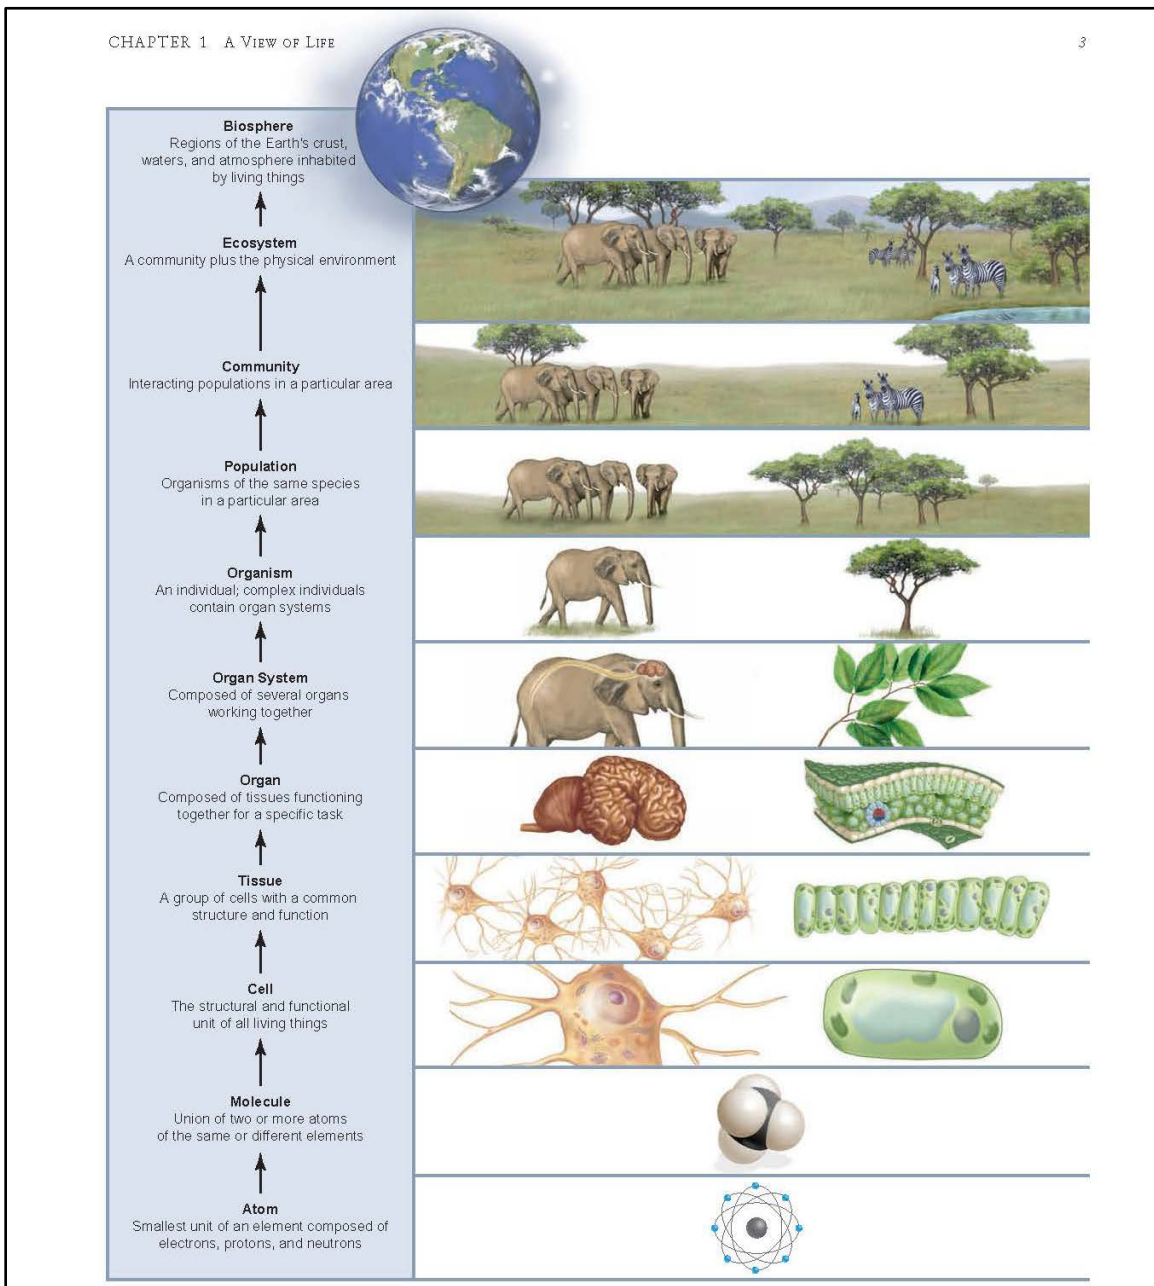 CHAPTER 1 A VIEW OF LIFE
3
Biosphere
Regions of the Earth's crust,
waters, and atmosphere inhabited
by living things
Ecosystem
A community plus the physical environment
Community
Interacting populations in a particular area
Population
Organisms of the same species
in a particular area
Organism
An individual; complex individuals
contain organ systems
Organ System
Composed of several organs
working together
Organ
Composed of tissues functioning
together for a specific task
Tissue
A group of cells with a common
structure and function
Cell
The structural and functional
unit of all living things
Molecule
Union of two or more atoms
of the same or different elements
Atom
Smallest unit of an element composed of
electrons, protons, and neutrons